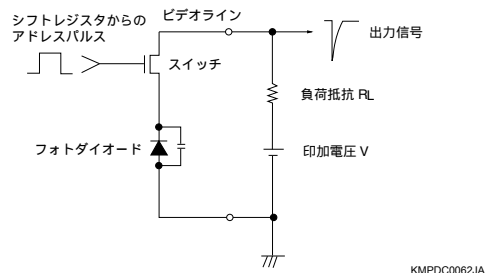 シフトレジスタからの
アドレスパルス
ビデオライン
出力信号
スイッチ
負荷抵抗 RL
フォトダイオード
印加電圧 V
KMPDC0062JA